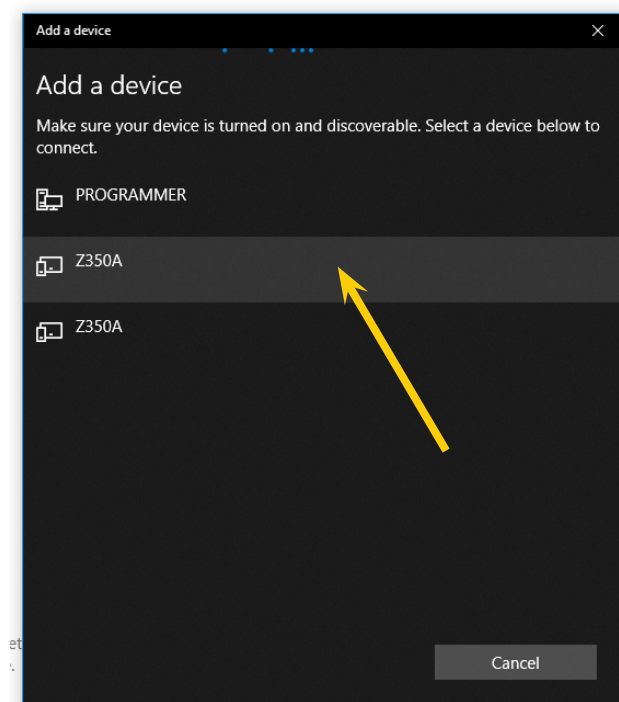 Add a device
Add a device
Make sure your device is turned on and discoverable. Select a device below to
connect.
PROGRAMMER
Z350A
Z350A
et
Cancel